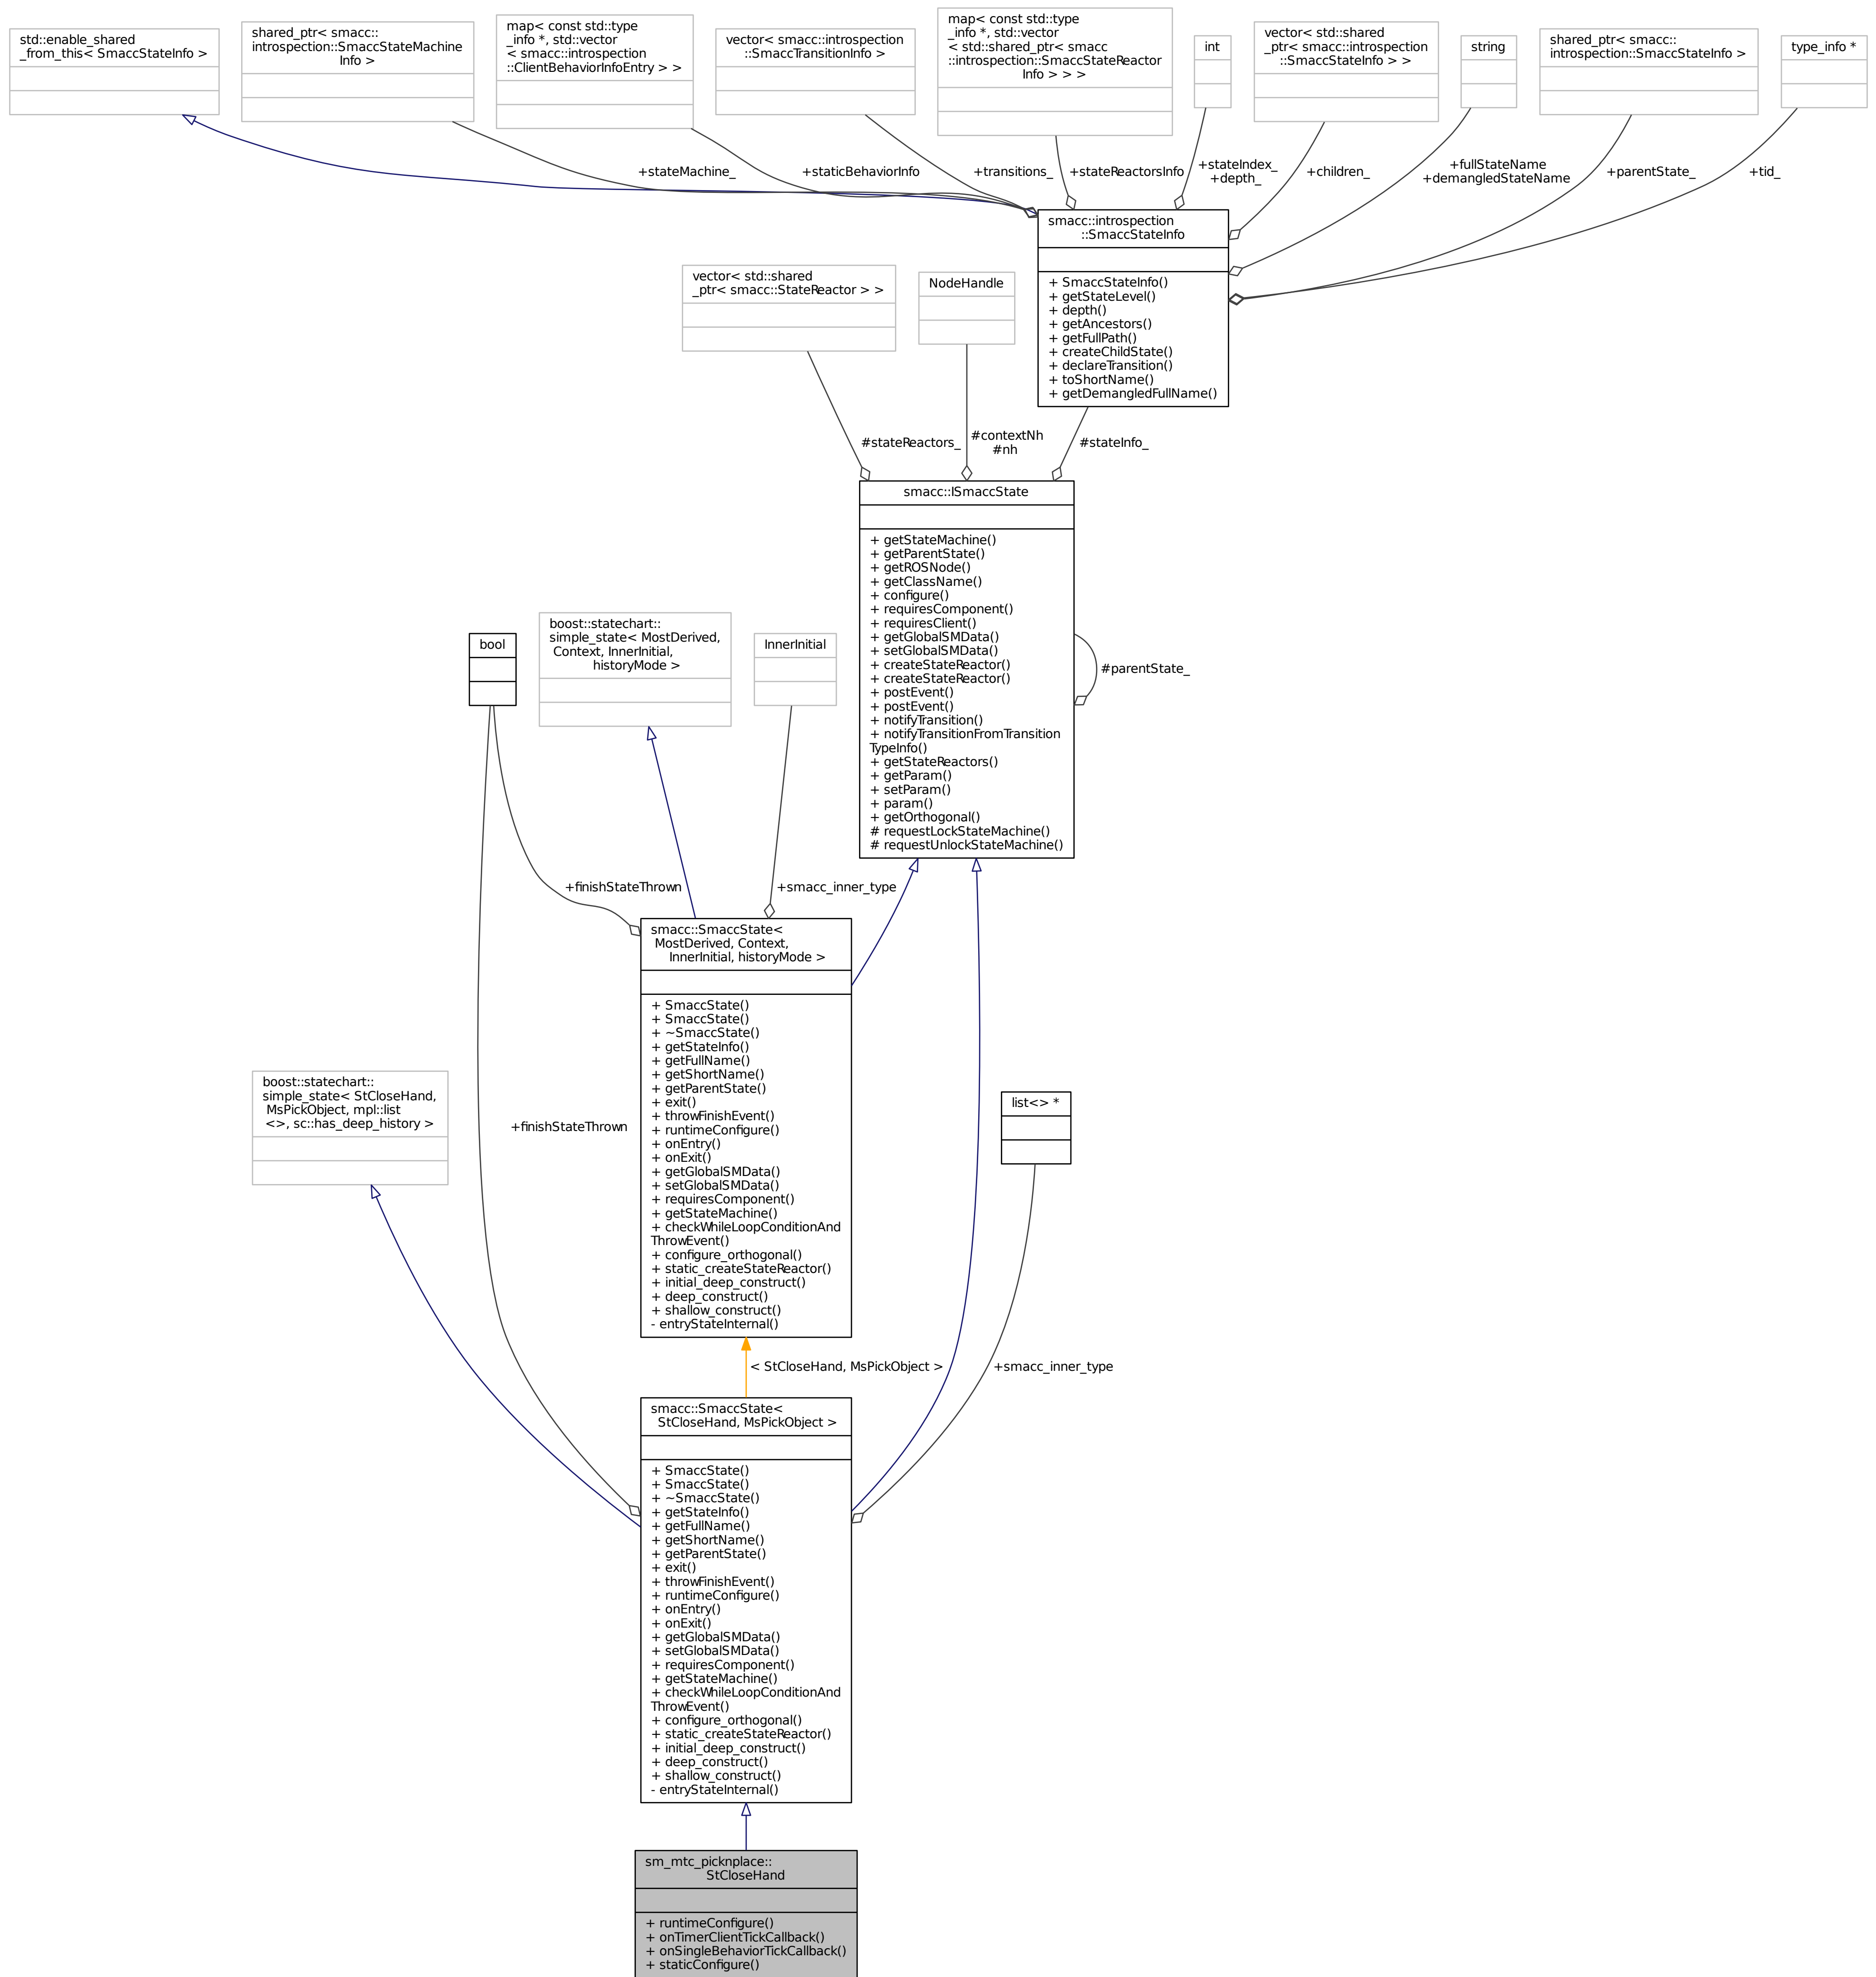 std::enable_shared
_from_this< SmaccStateInfo >
shared_ptr< smacc::
introspection::SmaccStateMachine
Info >
map< const std::type
_info *, std::vector
< smacc::introspection
::ClientBehaviorInfoEntry > >
vector< smacc::introspection
::SmaccTransitionInfo >
map< const std::type
_info *, std::vector
< std::shared_ptr< smacc
::introspection::SmaccStateReactor
Info > > >
int
vector< std::shared
_ptr< smacc::introspection
::SmaccStateInfo > >
string
shared_ptr< smacc::
introspection::SmaccStateInfo >
type_info *
+stateMachine_
+staticBehaviorInfo
+transitions_
+stateReactorsInfo
+stateIndex_
+depth_
+children_
+fullStateName
+demangledStateName
+parentState_
+tid_
smacc::introspection
::SmaccStateInfo
+ SmaccStateInfo()
+ getStateLevel()
+ depth()
+ getAncestors()
+ getFullPath()
+ createChildState()
+ declareTransition()
+ toShortName()
+ getDemangledFullName()
vector< std::shared
_ptr< smacc::StateReactor > >
NodeHandle
#stateReactors_
#contextNh
#nh
#stateInfo_
smacc::ISmaccState
+ getStateMachine()
+ getParentState()
+ getROSNode()
+ getClassName()
+ configure()
+ requiresComponent()
+ requiresClient()
+ getGlobalSMData()
+ setGlobalSMData()
+ createStateReactor()
+ createStateReactor()
+ postEvent()
+ postEvent()
+ notifyTransition()
+ notifyTransitionFromTransition
TypeInfo()
+ getStateReactors()
+ getParam()
+ setParam()
+ param()
+ getOrthogonal()
# requestLockStateMachine()
# requestUnlockStateMachine()
#parentState_
bool
boost::statechart::
simple_state< MostDerived,
Context, InnerInitial,
historyMode >
InnerInitial
+finishStateThrown
+smacc_inner_type
smacc::SmaccState<
MostDerived, Context,
InnerInitial, historyMode >
+ SmaccState()
+ SmaccState()
+ ~SmaccState()
+ getStateInfo()
+ getFullName()
+ getShortName()
+ getParentState()
+ exit()
+ throwFinishEvent()
+ runtimeConfigure()
+ onEntry()
+ onExit()
+ getGlobalSMData()
+ setGlobalSMData()
+ requiresComponent()
+ getStateMachine()
+ checkWhileLoopConditionAnd
ThrowEvent()
+ configure_orthogonal()
+ static_createStateReactor()
+ initial_deep_construct()
+ deep_construct()
+ shallow_construct()
- entryStateInternal()
boost::statechart::
simple_state< StCloseHand,
MsPickObject, mpl::list
<>, sc::has_deep_history >
+finishStateThrown
list<> *
< StCloseHand, MsPickObject >
+smacc_inner_type
smacc::SmaccState<
StCloseHand, MsPickObject >
+ SmaccState()
+ SmaccState()
+ ~SmaccState()
+ getStateInfo()
+ getFullName()
+ getShortName()
+ getParentState()
+ exit()
+ throwFinishEvent()
+ runtimeConfigure()
+ onEntry()
+ onExit()
+ getGlobalSMData()
+ setGlobalSMData()
+ requiresComponent()
+ getStateMachine()
+ checkWhileLoopConditionAnd
ThrowEvent()
+ configure_orthogonal()
+ static_createStateReactor()
+ initial_deep_construct()
+ deep_construct()
+ shallow_construct()
- entryStateInternal()
sm_mtc_picknplace::
StCloseHand
+ runtimeConfigure()
+ onTimerClientTickCallback()
+ onSingleBehaviorTickCallback()
+ staticConfigure()